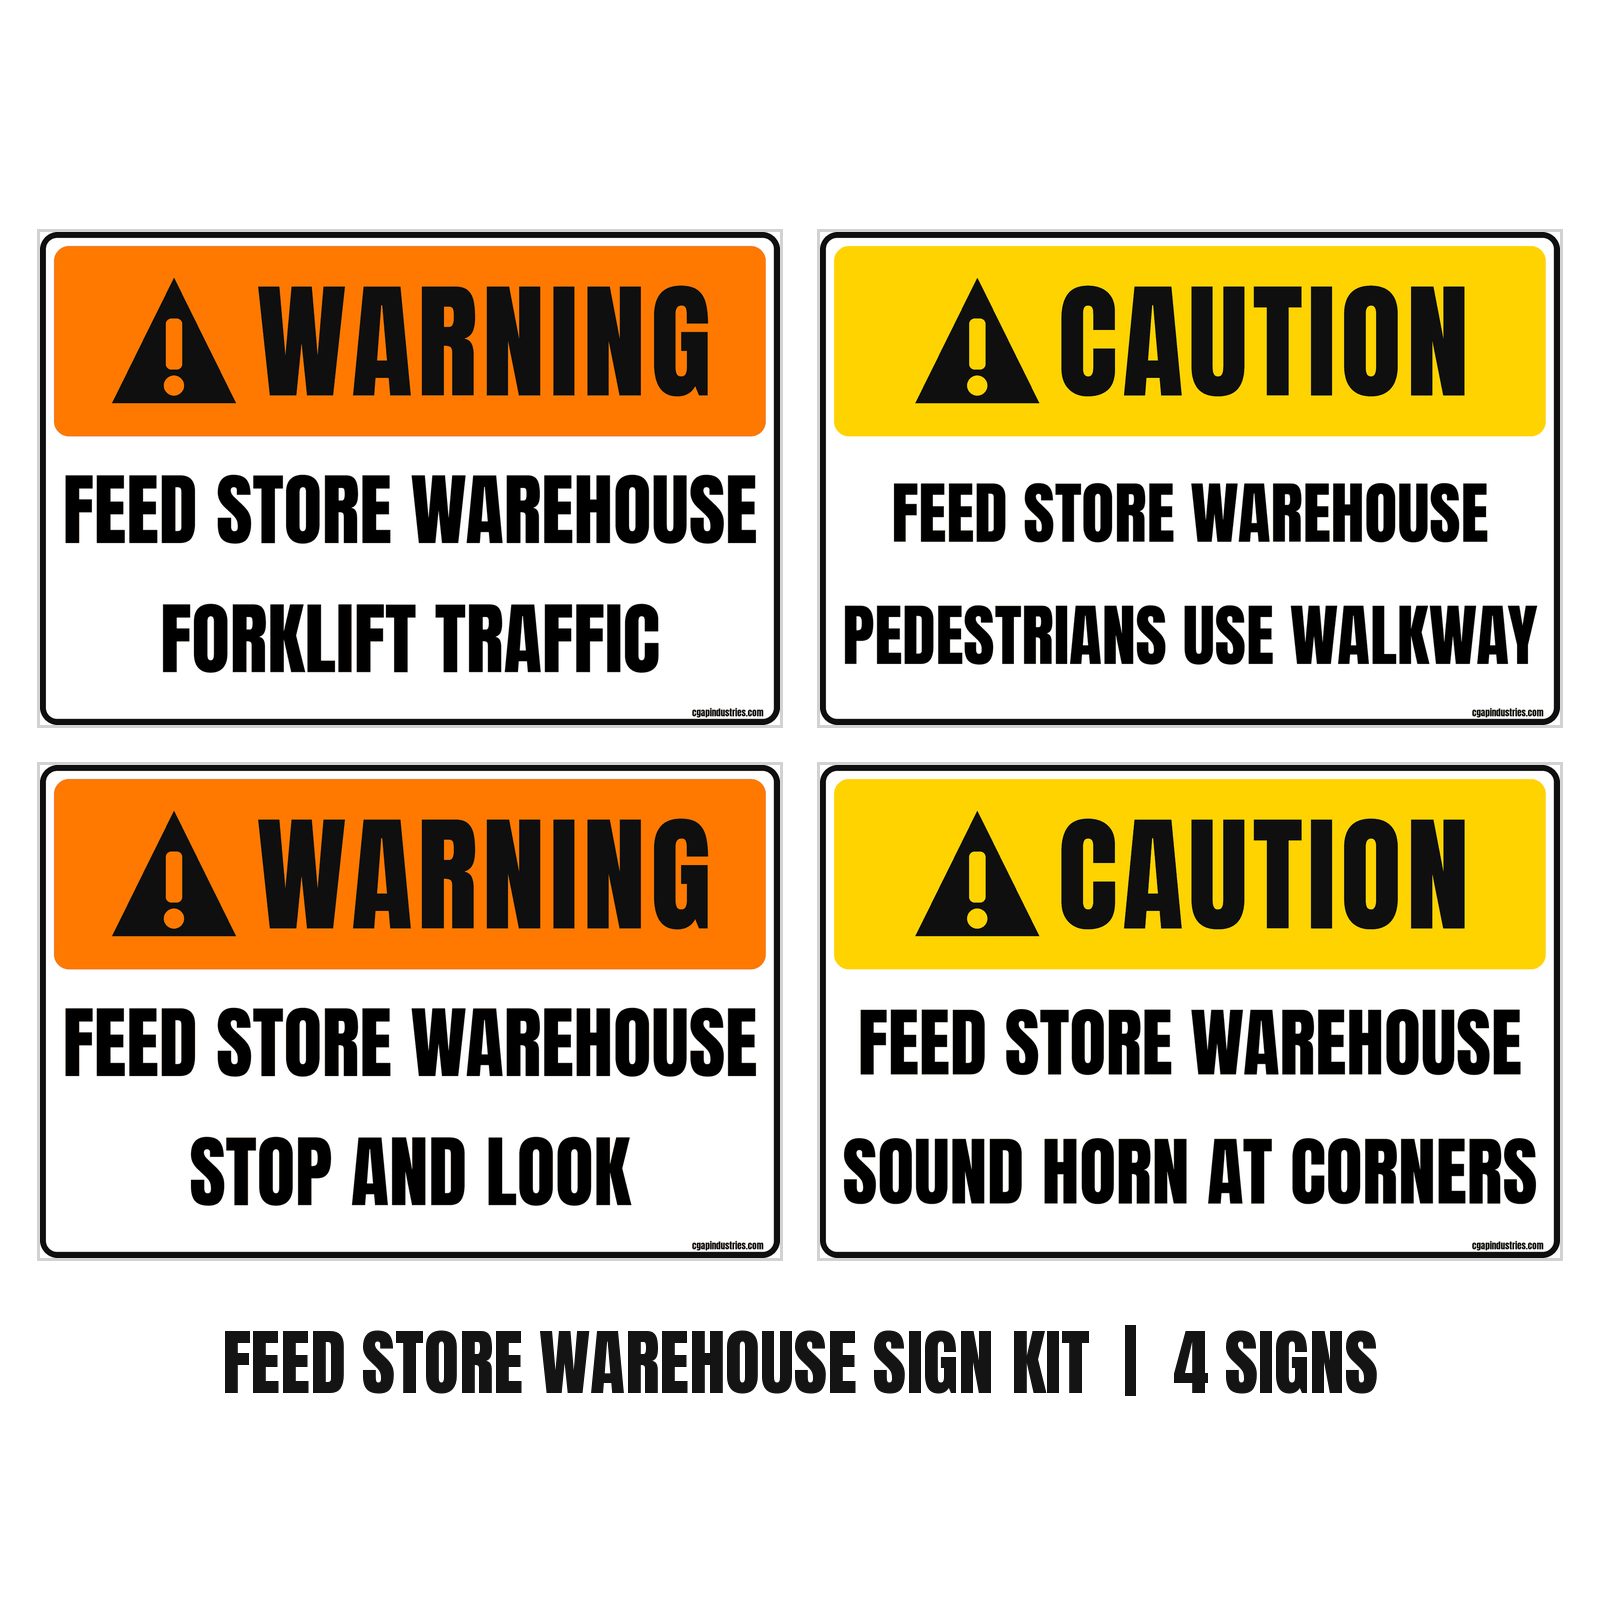 WARNING
FEED STORE WAREHOUSE
FORKLIFT TRAFFIC
cgapindustries.com
CAUTION
FEED STORE WAREHOUSE
PEDESTRIANS USE WALKWAY
cgapindustries.com
WARNING
FEED STORE WAREHOUSE
STOP AND LOOK
cgapindustries.com
CAUTION
FEED STORE WAREHOUSE
SOUND HORN AT CORNERS
cgapindustries.com
FEED STORE WAREHOUSE SIGN KIT | 4 SIGNS